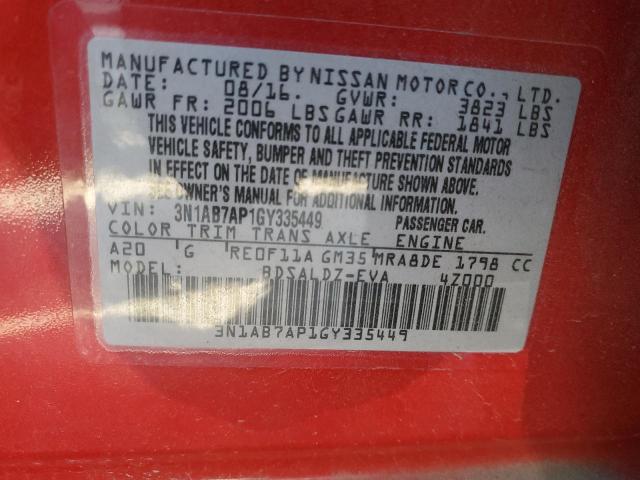 MANUFACTURED BY NISSAN MOTOR CO., LTD.
DATE: 08/16. GVWR: 3823 LBS
GAWR FR: 2006 LBS GAWR RR: 1841 LBS
THIS VEHICLE CONFORMS TO ALL APPLICABLE FEDERAL MOTOR
VEHICLE SAFETY, BUMPER AND THEFT PREVENTION STANDARDS
IN EFFECT ON THE DATE OF MANUFACTURE SHOWN ABOVE.
SEE OWNER'S MANUAL FOR ADDITIONAL INFORMATION.
VIN: 3N1AB7AP1GY335449 PASSENGER CAR.
COLOR TRIM TRANS AXLE ENGINE
A20 G RE0F11A GM35 MRA8DE 1798 CC
MODEL: BDSALDZ-EVA 4Z000
3N1AB7AP1GY335449